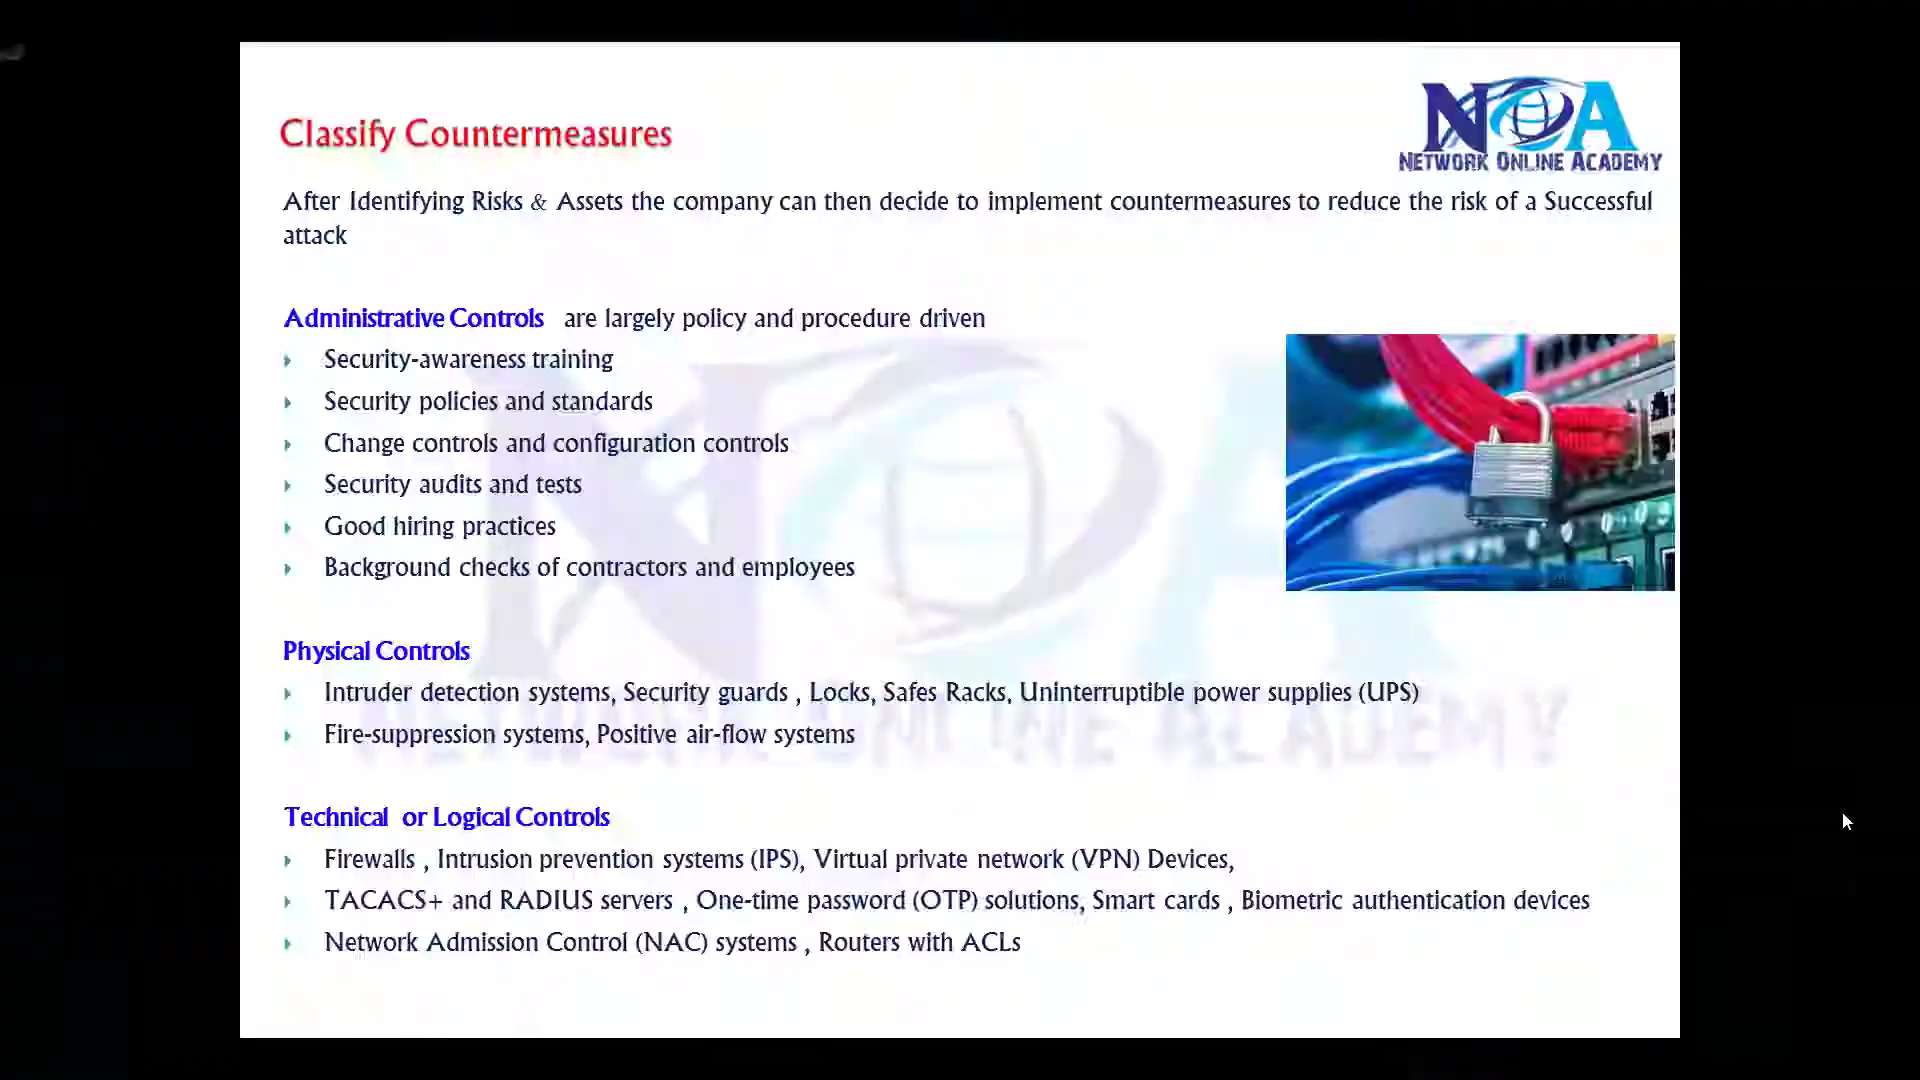 NOA
NETWORK ONLINE ACADEMY
Classify Countermeasures
After Identifying Risks & Assets the company can then decide to implement countermeasures to reduce the risk of a Successful
attack
Administrative Controls are largely policy and procedure driven
Security-awareness training
Security policies and standards
Change controls and configuration controls
Security audits and tests
Good hiring practices
Background checks of contractors and employees
Physical Controls
Intruder detection systems, Security guards , Locks, Safes Racks, Uninterruptible power supplies (UPS)
Fire-suppression systems, Positive air-flow systems
Technical or Logical Controls
Firewalls , Intrusion prevention systems (IPS), Virtual private network (VPN) Devices,
TACACS+ and RADIUS servers , One-time password (OTP) solutions, Smart cards , Biometric authentication devices
Network Admission Control (NAC) systems , Routers with ACLs
NOA
NETWORK ONLINE ACADEMY